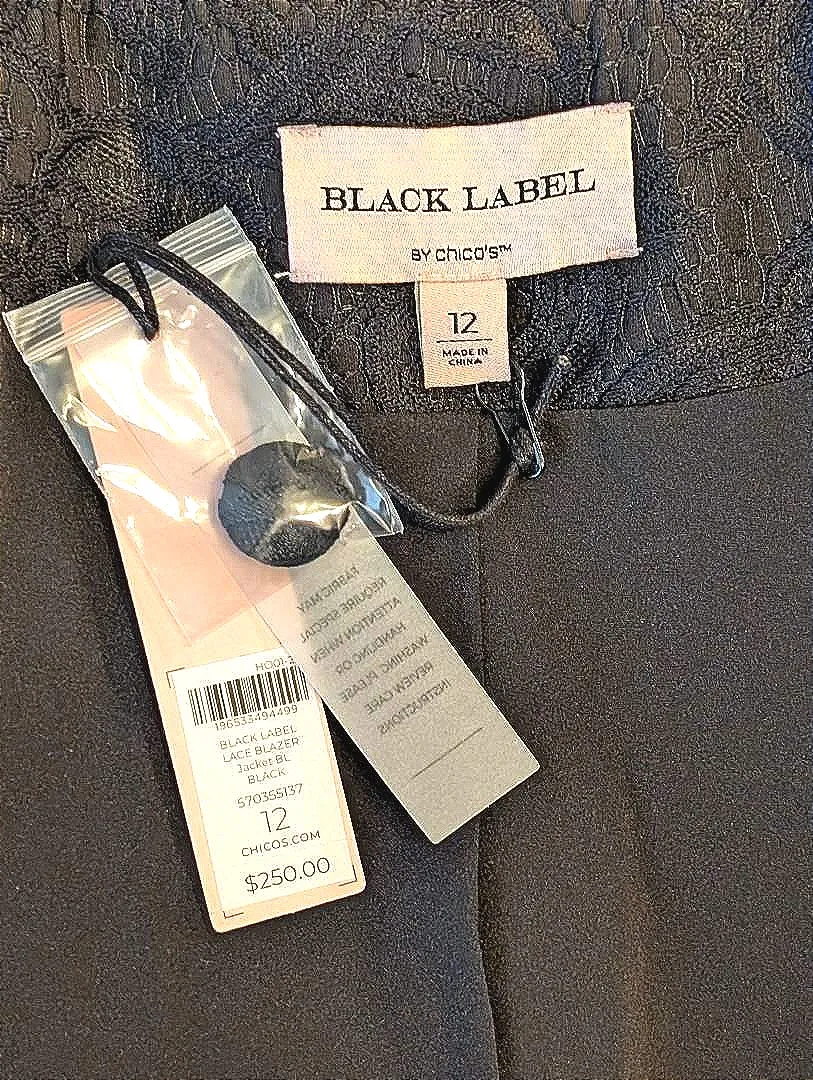 BLACK LABEL
BY chico's™
12
MADE IN
CHINA
FABRIC MAY
REQUIRE SPECIAL
ATTENTION WHEN
HANDLING OR
WASHING. PLEASE
REVIEW CARE
INSTRUCTIONS
196533494499
BLACK LABEL
LACE BLAZER
Jacket BL
BLACK
570355137
12
CHICOS.COM
$250.00